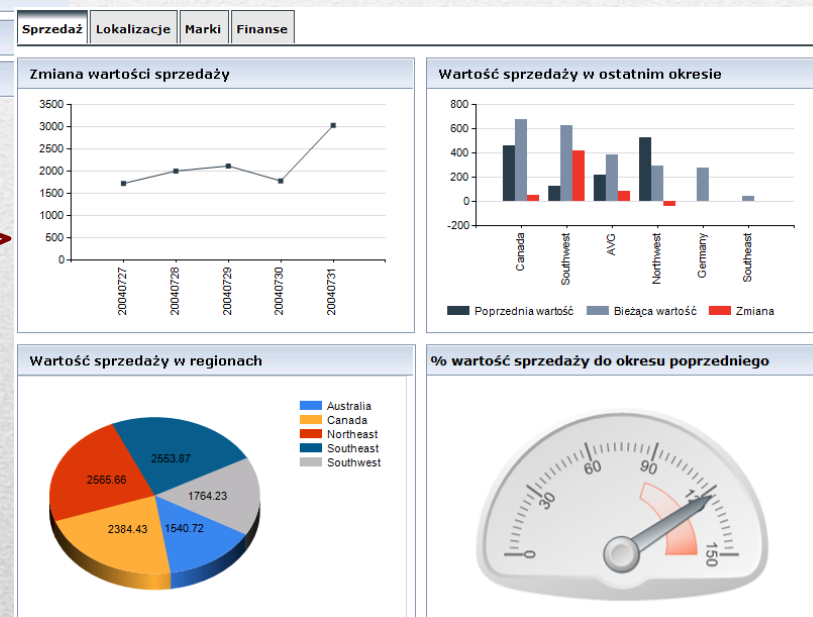 Sprzedaż Lokalizacje Marki Finanse
Zmiana wartości sprzedaży
3500
3000
2500
2000
1500
1000
500
0
20040727
20040728
20040729
20040730
20040731
Wartość sprzedaży w ostatnim okresie
800
600
400
200
0
-200
Canada
Southwest
AVG
Northwest
Germany
Southeast
Poprzednia wartość Bieżąca wartość Zmiana
Wartość sprzedaży w regionach
Australia
Canada
Northeast
Southeast
Southwest
2553.87
2565.66
1764.23
2384.43
1540.72
% wartość sprzedaży do okresu poprzedniego
0
30
60
90
150